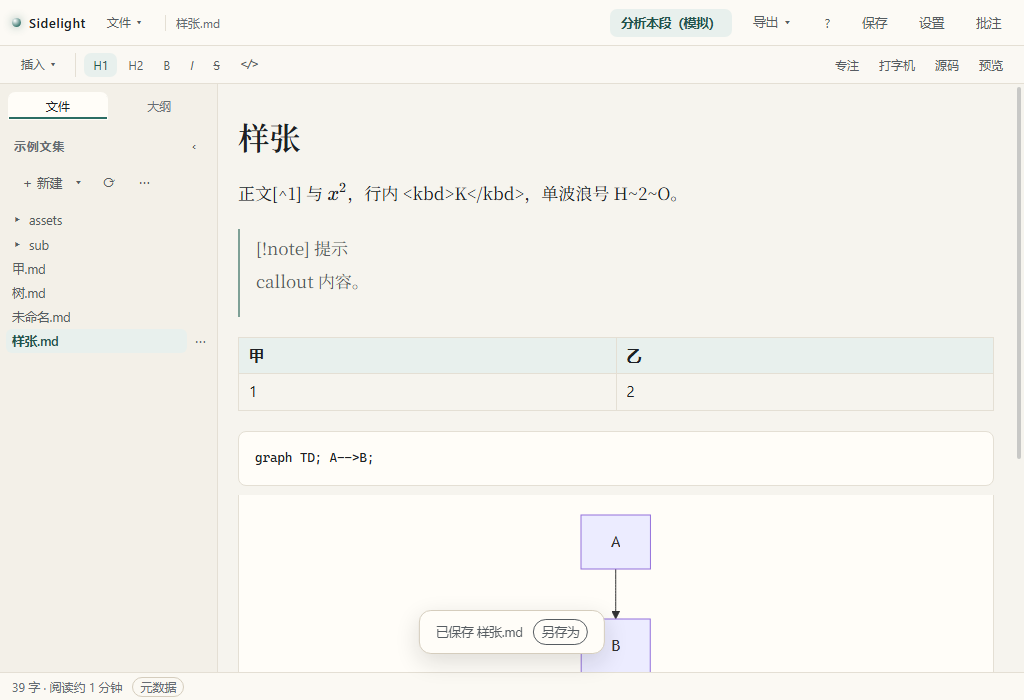 Sidelight 文件 样张.md 分析本段（模拟） 导出 ? 保存 设置 批注
插入 H1 H2 B I S </> 专注 打字机 源码 预览
文件 大纲
示例文集
+ 新建 ...
assets
sub
甲.md
树.md
未命名.md
样张.md ...
样张
正文[^1] 与 x², 行内 <kbd>K</kbd>，单波浪号 H~2~O。
[!note] 提示
callout 内容。
甲 乙
1 2
graph TD; A-->B;
A
B
已保存 样张.md 另存为
39 字 · 阅读约 1 分钟 元数据